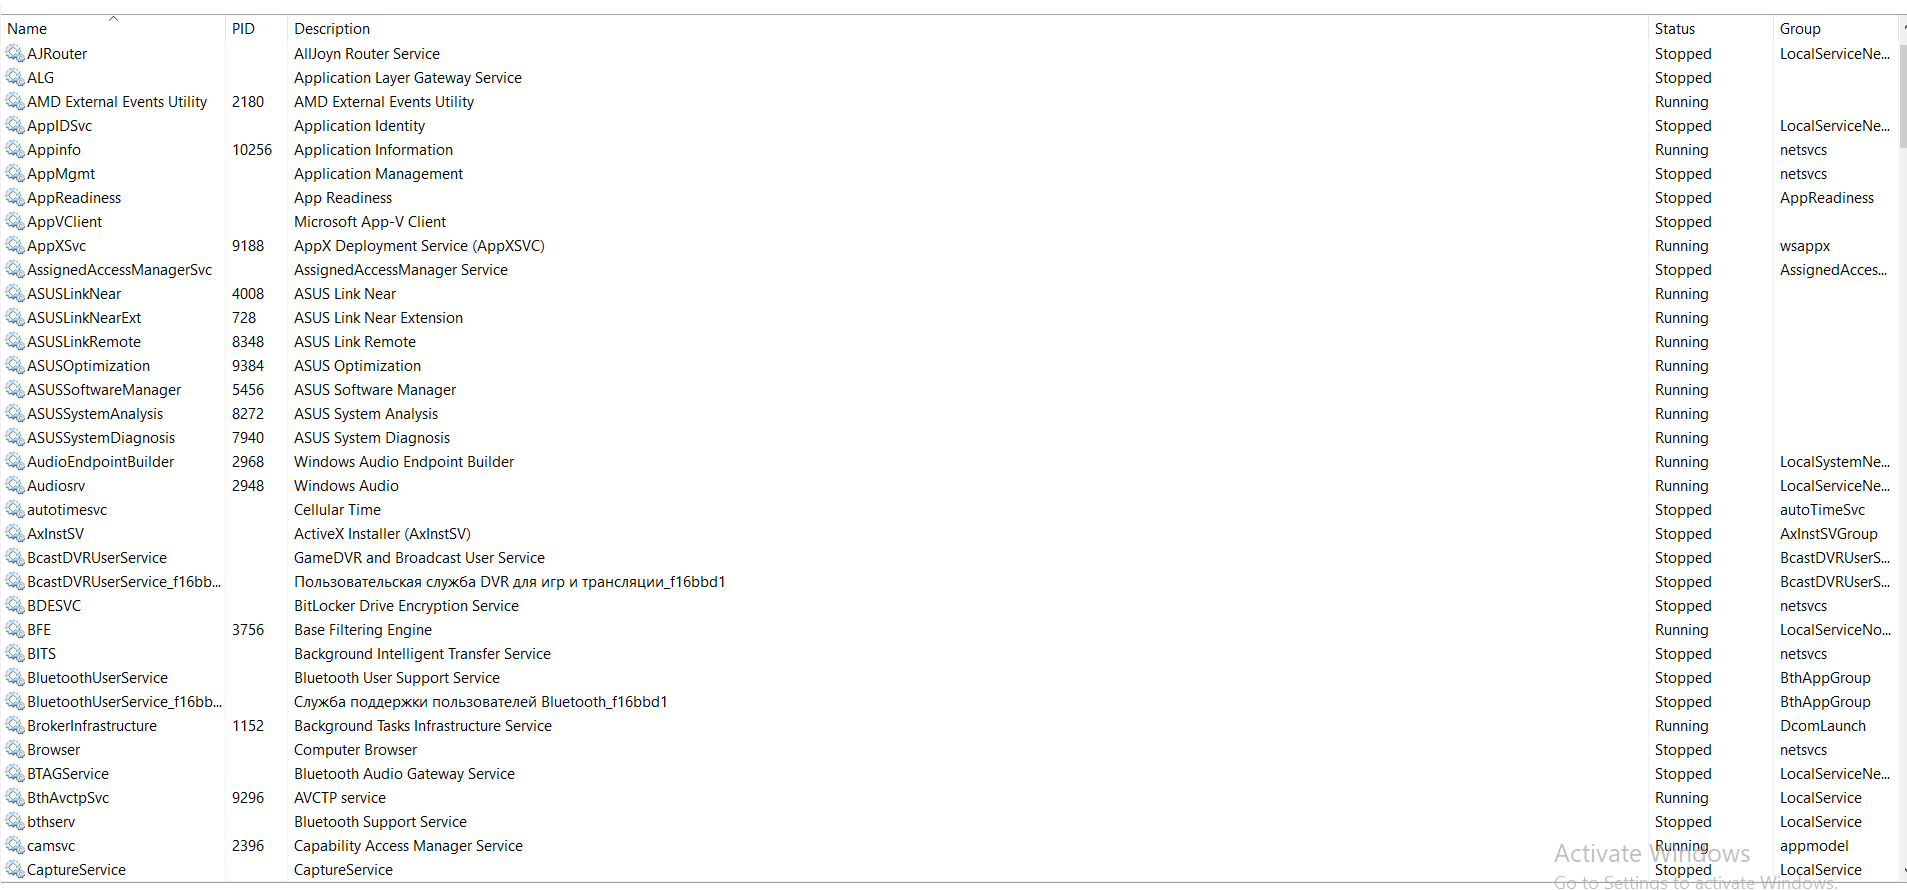 Name PID Description Status Group
AJRouter AllJoyn Router Service Stopped LocalServiceNe...
ALG Application Layer Gateway Service Stopped
AMD External Events Utility 2180 AMD External Events Utility Running
AppIDSvc Application Identity Stopped LocalServiceNe...
Appinfo 10256 Application Information Running netsvcs
AppMgmt Application Management Stopped netsvcs
AppReadiness App Readiness Stopped AppReadiness
AppVClient Microsoft App-V Client Stopped
AppXSvc 9188 AppX Deployment Service (AppXSVC) Running wsappx
AssignedAccessManagerSvc AssignedAccessManager Service Stopped AssignedAcces...
ASUSLinkNear 4008 ASUS Link Near Running
ASUSLinkNearExt 728 ASUS Link Near Extension Running
ASUSLinkRemote 8348 ASUS Link Remote Running
ASUSOptimization 9384 ASUS Optimization Running
ASUSSoftwareManager 5456 ASUS Software Manager Running
ASUSSystemAnalysis 8272 ASUS System Analysis Running
ASUSSystemDiagnosis 7940 ASUS System Diagnosis Running
AudioEndpointBuilder 2968 Windows Audio Endpoint Builder Running LocalSystemNe...
Audiosrv 2948 Windows Audio Running LocalServiceNe...
autotimesvc Cellular Time Stopped autoTimeSvc
AxInstSV ActiveX Installer (AxInstSV) Stopped AxInstSVGroup
BcastDVRUserService GameDVR and Broadcast User Service Stopped BcastDVRUserS...
BcastDVRUserService_f16bb... Пользовательская служба DVR для игр и трансляции_f16bbd1 Stopped BcastDVRUserS...
BDESVC BitLocker Drive Encryption Service Stopped netsvcs
BFE 3756 Base Filtering Engine Running LocalServiceNo...
BITS Background Intelligent Transfer Service Stopped netsvcs
BluetoothUserService Bluetooth User Support Service Stopped BthAppGroup
BluetoothUserService_f16bb... Служба поддержки пользователей Bluetooth_f16bbd1 Stopped BthAppGroup
BrokerInfrastructure 1152 Background Tasks Infrastructure Service Running DcomLaunch
Browser Computer Browser Stopped netsvcs
BTAGService Bluetooth Audio Gateway Service Stopped LocalServiceNe...
BthAvctpSvc 9296 AVCTP service Running LocalService
bthserv Bluetooth Support Service Stopped LocalService
camsvc 2396 Capability Access Manager Service Running appmodel
CaptureService CaptureService Stopped LocalService
Activate Windows
Go to Settings to activate Windows.